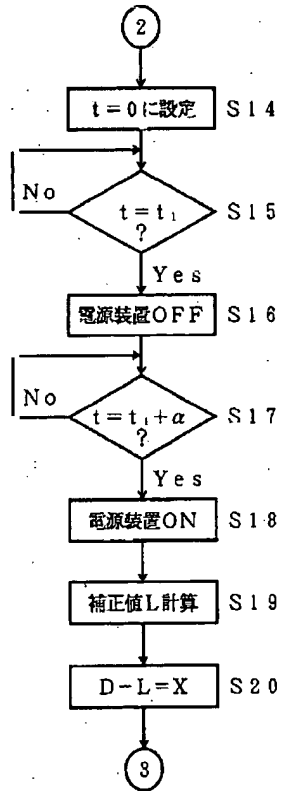 2
t=0に設定 S14
No
t=t₁ S15
?
Yes
電源装置OFF S16
No
t=t₁+α S17
?
Yes
電源装置ON S18
補正値L計算 S19
D-L=X S20
3